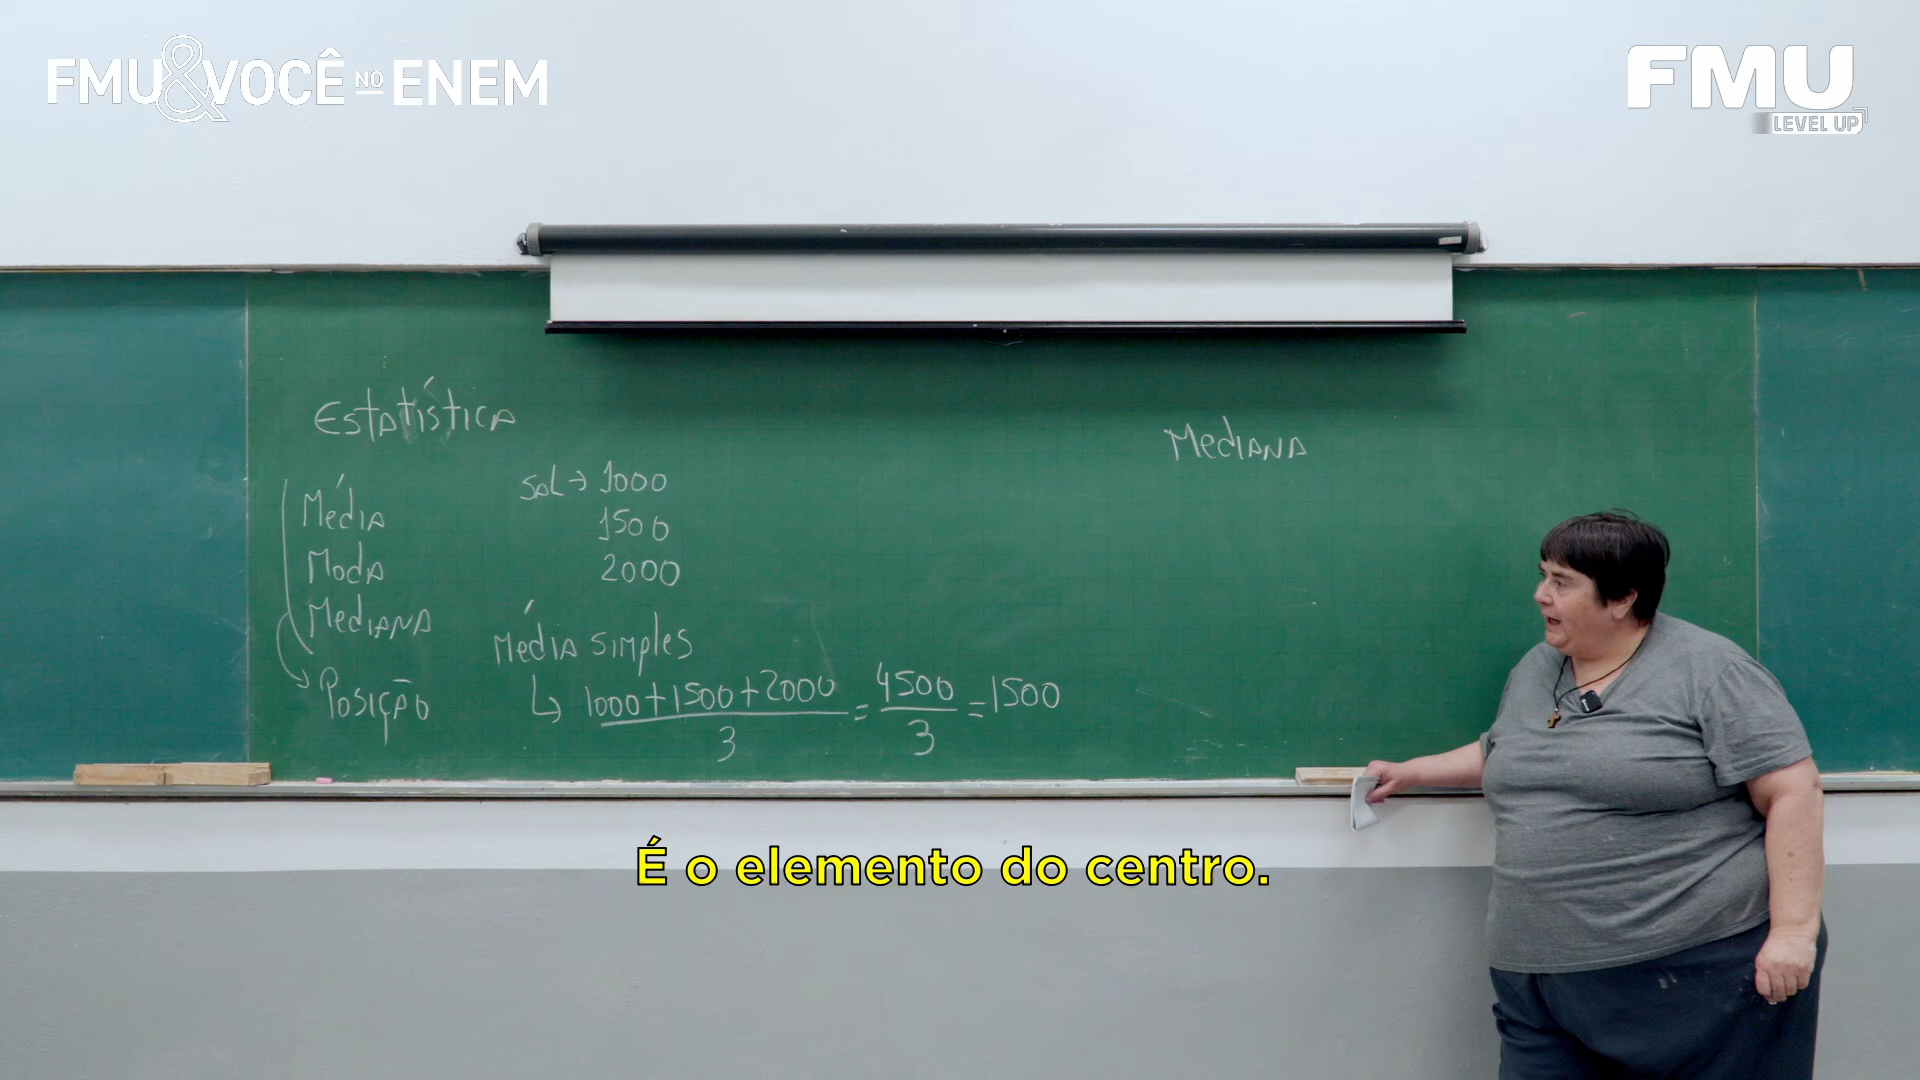 FMU&VOCÊ NO ENEM
FMU
LEVEL UP
Estatística
Média
Moda
Mediana
Posição
Sal → 1000
1500
2000
Média simples
↳ 1000+1500+2000 / 3 = 4500 / 3 = 1500
Mediana
É o elemento do centro.